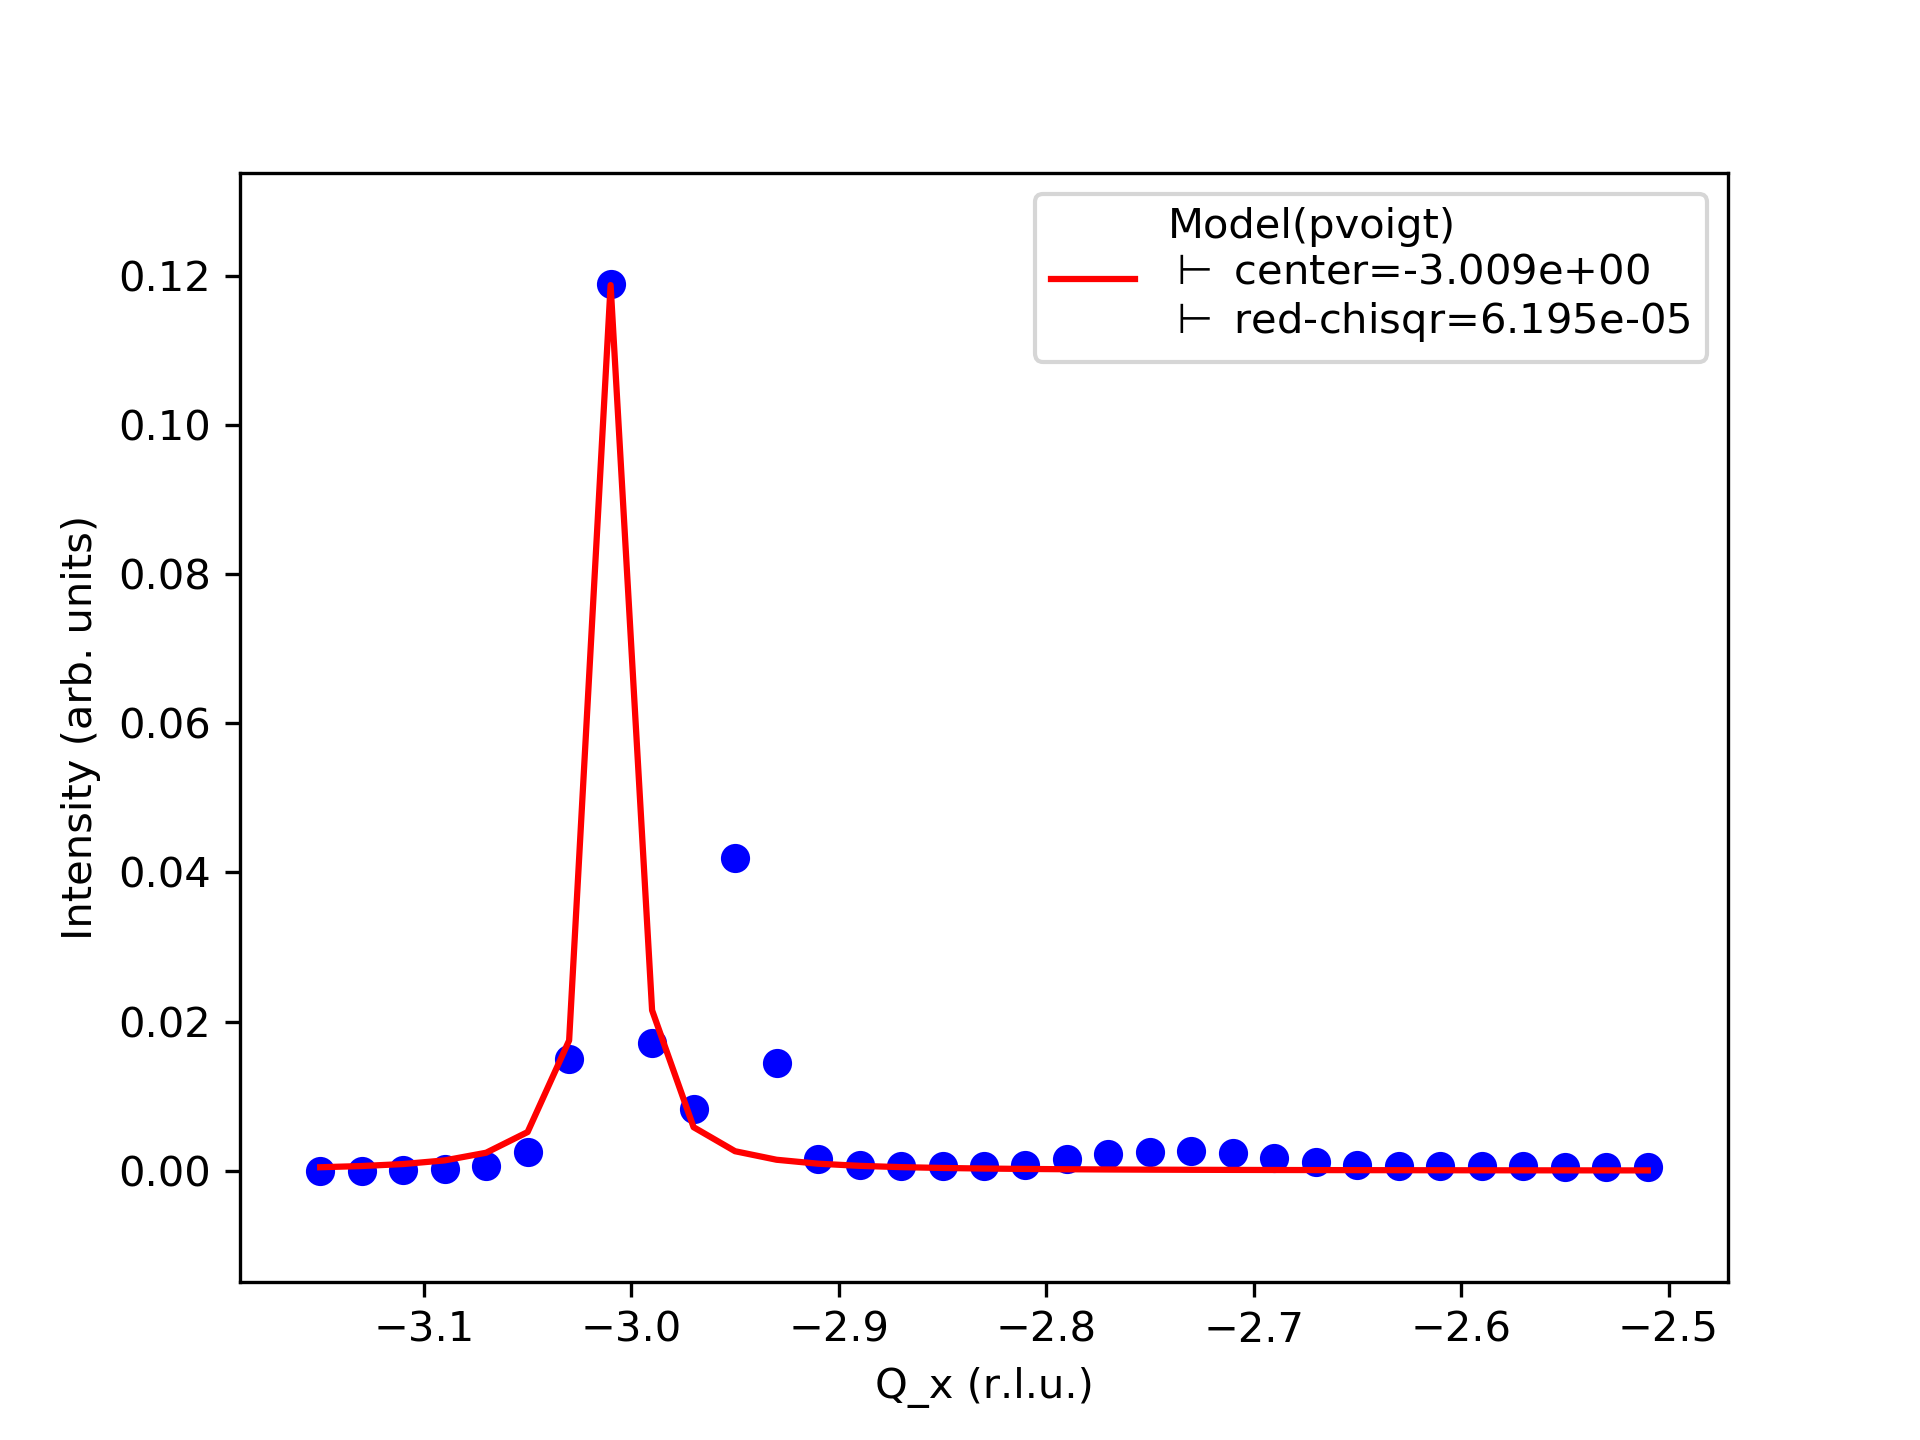 Model(pvoigt)
⊢ center=-3.009e+00
⊢ red-chisqr=6.195e-05
0.12
0.10
0.08
0.06
0.04
0.02
0.00
Intensity (arb. units)
−3.1 −3.0 −2.9 −2.8 −2.7 −2.6 −2.5
Q_x (r.l.u.)